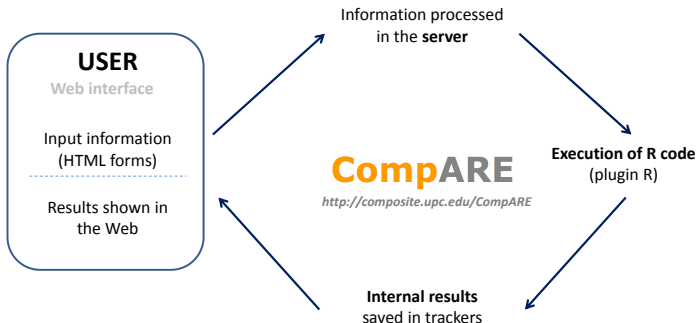 Information processed
in the server
USER
Web interface
Input information
(HTML forms)
Results shown in
the Web
CompARE
http://composite.upc.edu/CompARE
Execution of R code
(plugin R)
Internal results
saved in trackers